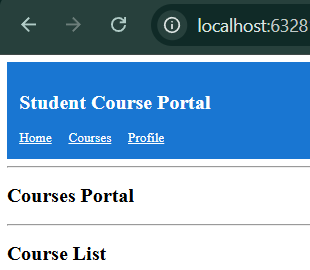 localhost:6328
Student Course Portal
Home Courses Profile
Courses Portal
Course List